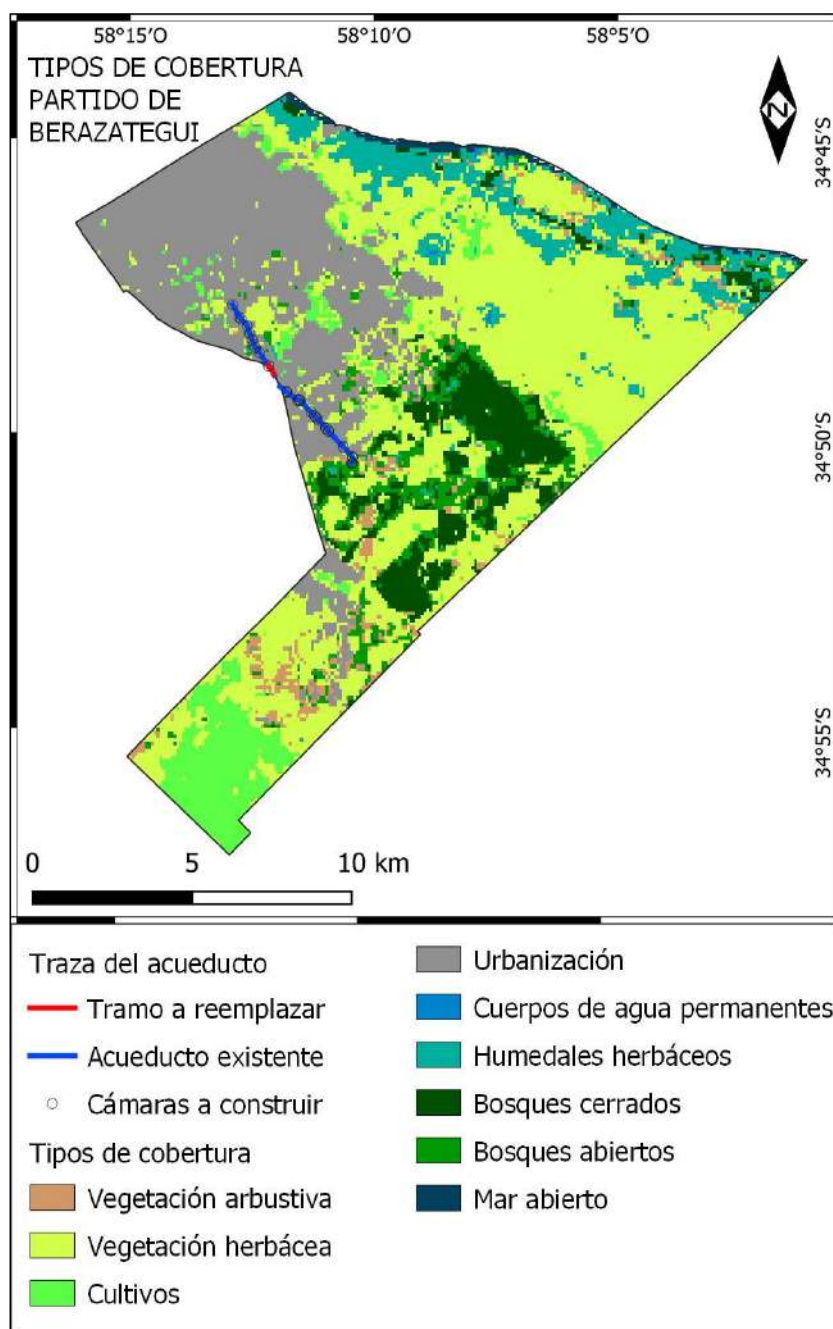 58°15'O 58°10'O 58°5'O
TIPOS DE COBERTURA
PARTIDO DE
BERAZATEGUI
N
34°45'S
34°50'S
34°55'S
0 5 10 km
Traza del acueducto
Tramo a reemplazar
Acueducto existente
Cámaras a construir
Tipos de cobertura
Vegetación arbustiva
Vegetación herbácea
Cultivos
Urbanización
Cuerpos de agua permanentes
Humedales herbáceos
Bosques cerrados
Bosques abiertos
Mar abierto